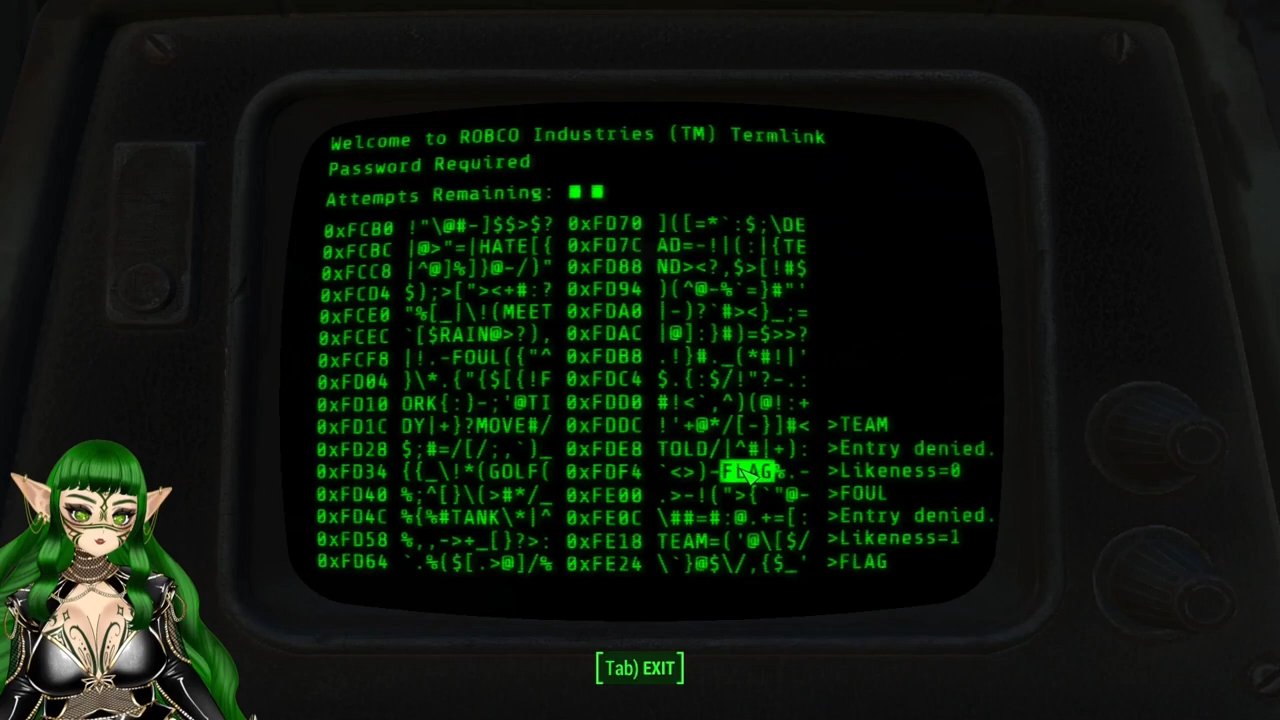 Welcome to ROBCO Industries (TM) Termlink
Password Required
Attempts Remaining: ■ ■
0xFCB0 !"\@#-]$$>$? 0xFD70 ]([=*`:$;\DE
0xFCBC |@>"=|HATE[{ 0xFD7C AD=-!|(:|{TE
0xFCC8 |^@]%]}@-/)" 0xFD88 ND><?,$>[!#$
0xFCD4 $);>["><+#:? 0xFD94 )(^@-%`=}#"'
0xFCE0 "%[_|\!(MEET 0xFDA0 |-)?`#><}_;=
0xFCEC `[$RAIN@>?), 0xFDAC |@]:}#)=$>>?
0xFCF8 |!.-FOUL({"^ 0xFDB8 .!}#._(*#!|'
0xFD04 }\*.{"{$[{!F 0xFDC4 $.{:$/!"?-.:
0xFD10 ORK{:}-;'@TI 0xFDD0 #!<`,^)(@!:+
0xFD1C DY|+}?MOVE#/ 0xFDDC !'+@*/[-}]#< >TEAM
0xFD28 $;#=/[/;,`)_ 0xFDE8 TOLD/|^#|+): >Entry denied.
0xFD34 {{_\!*(GOLF( 0xFDF4 `<>)-FLAG%.- >Likeness=0
0xFD40 %;^[}\(>#*/_ 0xFE00 .>-!(">{`"@- >FOUL
0xFD4C %{%#TANK\*|^ 0xFE0C \##=#:@.+=[: >Entry denied.
0xFD58 %,,->+_[}?>: 0xFE18 TEAM=('@\[$/ >Likeness=1
0xFD64 `.%($[.>@]/% 0xFE24 \`}@$\/,{$_' >FLAG
[Tab) EXIT]